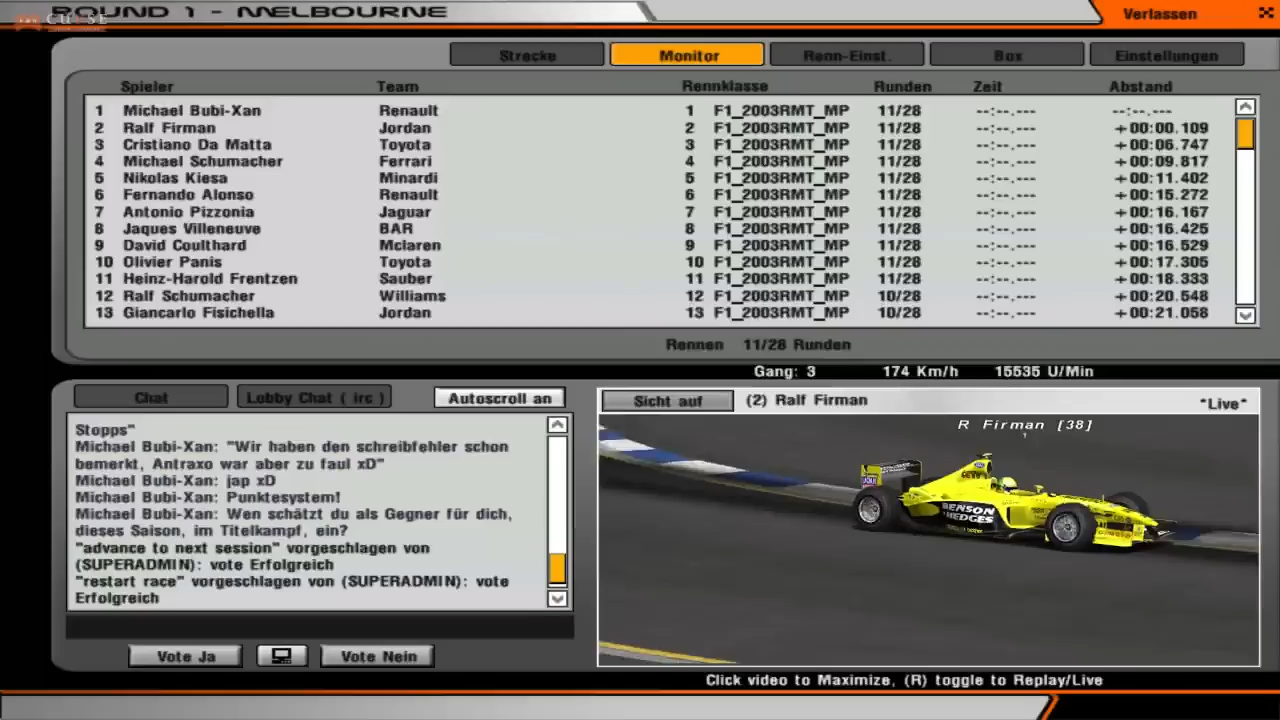 ROUND 1 - MELBOURNE
CURSE
Verlassen
Strecke Monitor Renn-Einst. Box Einstellungen
Spieler Team Rennklasse Runden Zeit Abstand
1 Michael Bubi-Xan Renault 1 F1_2003RMT_MP 11/28 --:--.--- --:--.---
2 Ralf Firman Jordan 2 F1_2003RMT_MP 11/28 --:--.--- +00:00.109
3 Cristiano Da Matta Toyota 3 F1_2003RMT_MP 11/28 --:--.--- +00:06.747
4 Michael Schumacher Ferrari 4 F1_2003RMT_MP 11/28 --:--.--- +00:09.817
5 Nikolas Kiesa Minardi 5 F1_2003RMT_MP 11/28 --:--.--- +00:11.402
6 Fernando Alonso Renault 6 F1_2003RMT_MP 11/28 --:--.--- +00:15.272
7 Antonio Pizzonia Jaguar 7 F1_2003RMT_MP 11/28 --:--.--- +00:16.167
8 Jaques Villeneuve BAR 8 F1_2003RMT_MP 11/28 --:--.--- +00:16.425
9 David Coulthard Mclaren 9 F1_2003RMT_MP 11/28 --:--.--- +00:16.529
10 Olivier Panis Toyota 10 F1_2003RMT_MP 11/28 --:--.--- +00:17.305
11 Heinz-Harold Frentzen Sauber 11 F1_2003RMT_MP 11/28 --:--.--- +00:18.333
12 Ralf Schumacher Williams 12 F1_2003RMT_MP 10/28 --:--.--- +00:20.548
13 Giancarlo Fisichella Jordan 13 F1_2003RMT_MP 10/28 --:--.--- +00:21.058
Rennen 11/28 Runden
Gang: 3 174 Km/h 15535 U/Min
Chat Lobby Chat ( irc ) Autoscroll an
Stopps"
Michael Bubi-Xan: "Wir haben den schreibfehler schon
bemerkt, Antraxo war aber zu faul xD"
Michael Bubi-Xan: jap xD
Michael Bubi-Xan: Punktesystem!
Michael Bubi-Xan: Wen schätzt du als Gegner für dich,
dieses Saison, im Titelkampf, ein?
"advance to next session" vorgeschlagen von
(SUPERADMIN): vote Erfolgreich
"restart race" vorgeschlagen von (SUPERADMIN): vote
Erfolgreich
Vote Ja Vote Nein
Sicht auf (2) Ralf Firman "Live"
R Firman [38]
BENSON
HEDGES
Click video to Maximize, (R) toggle to Replay/Live